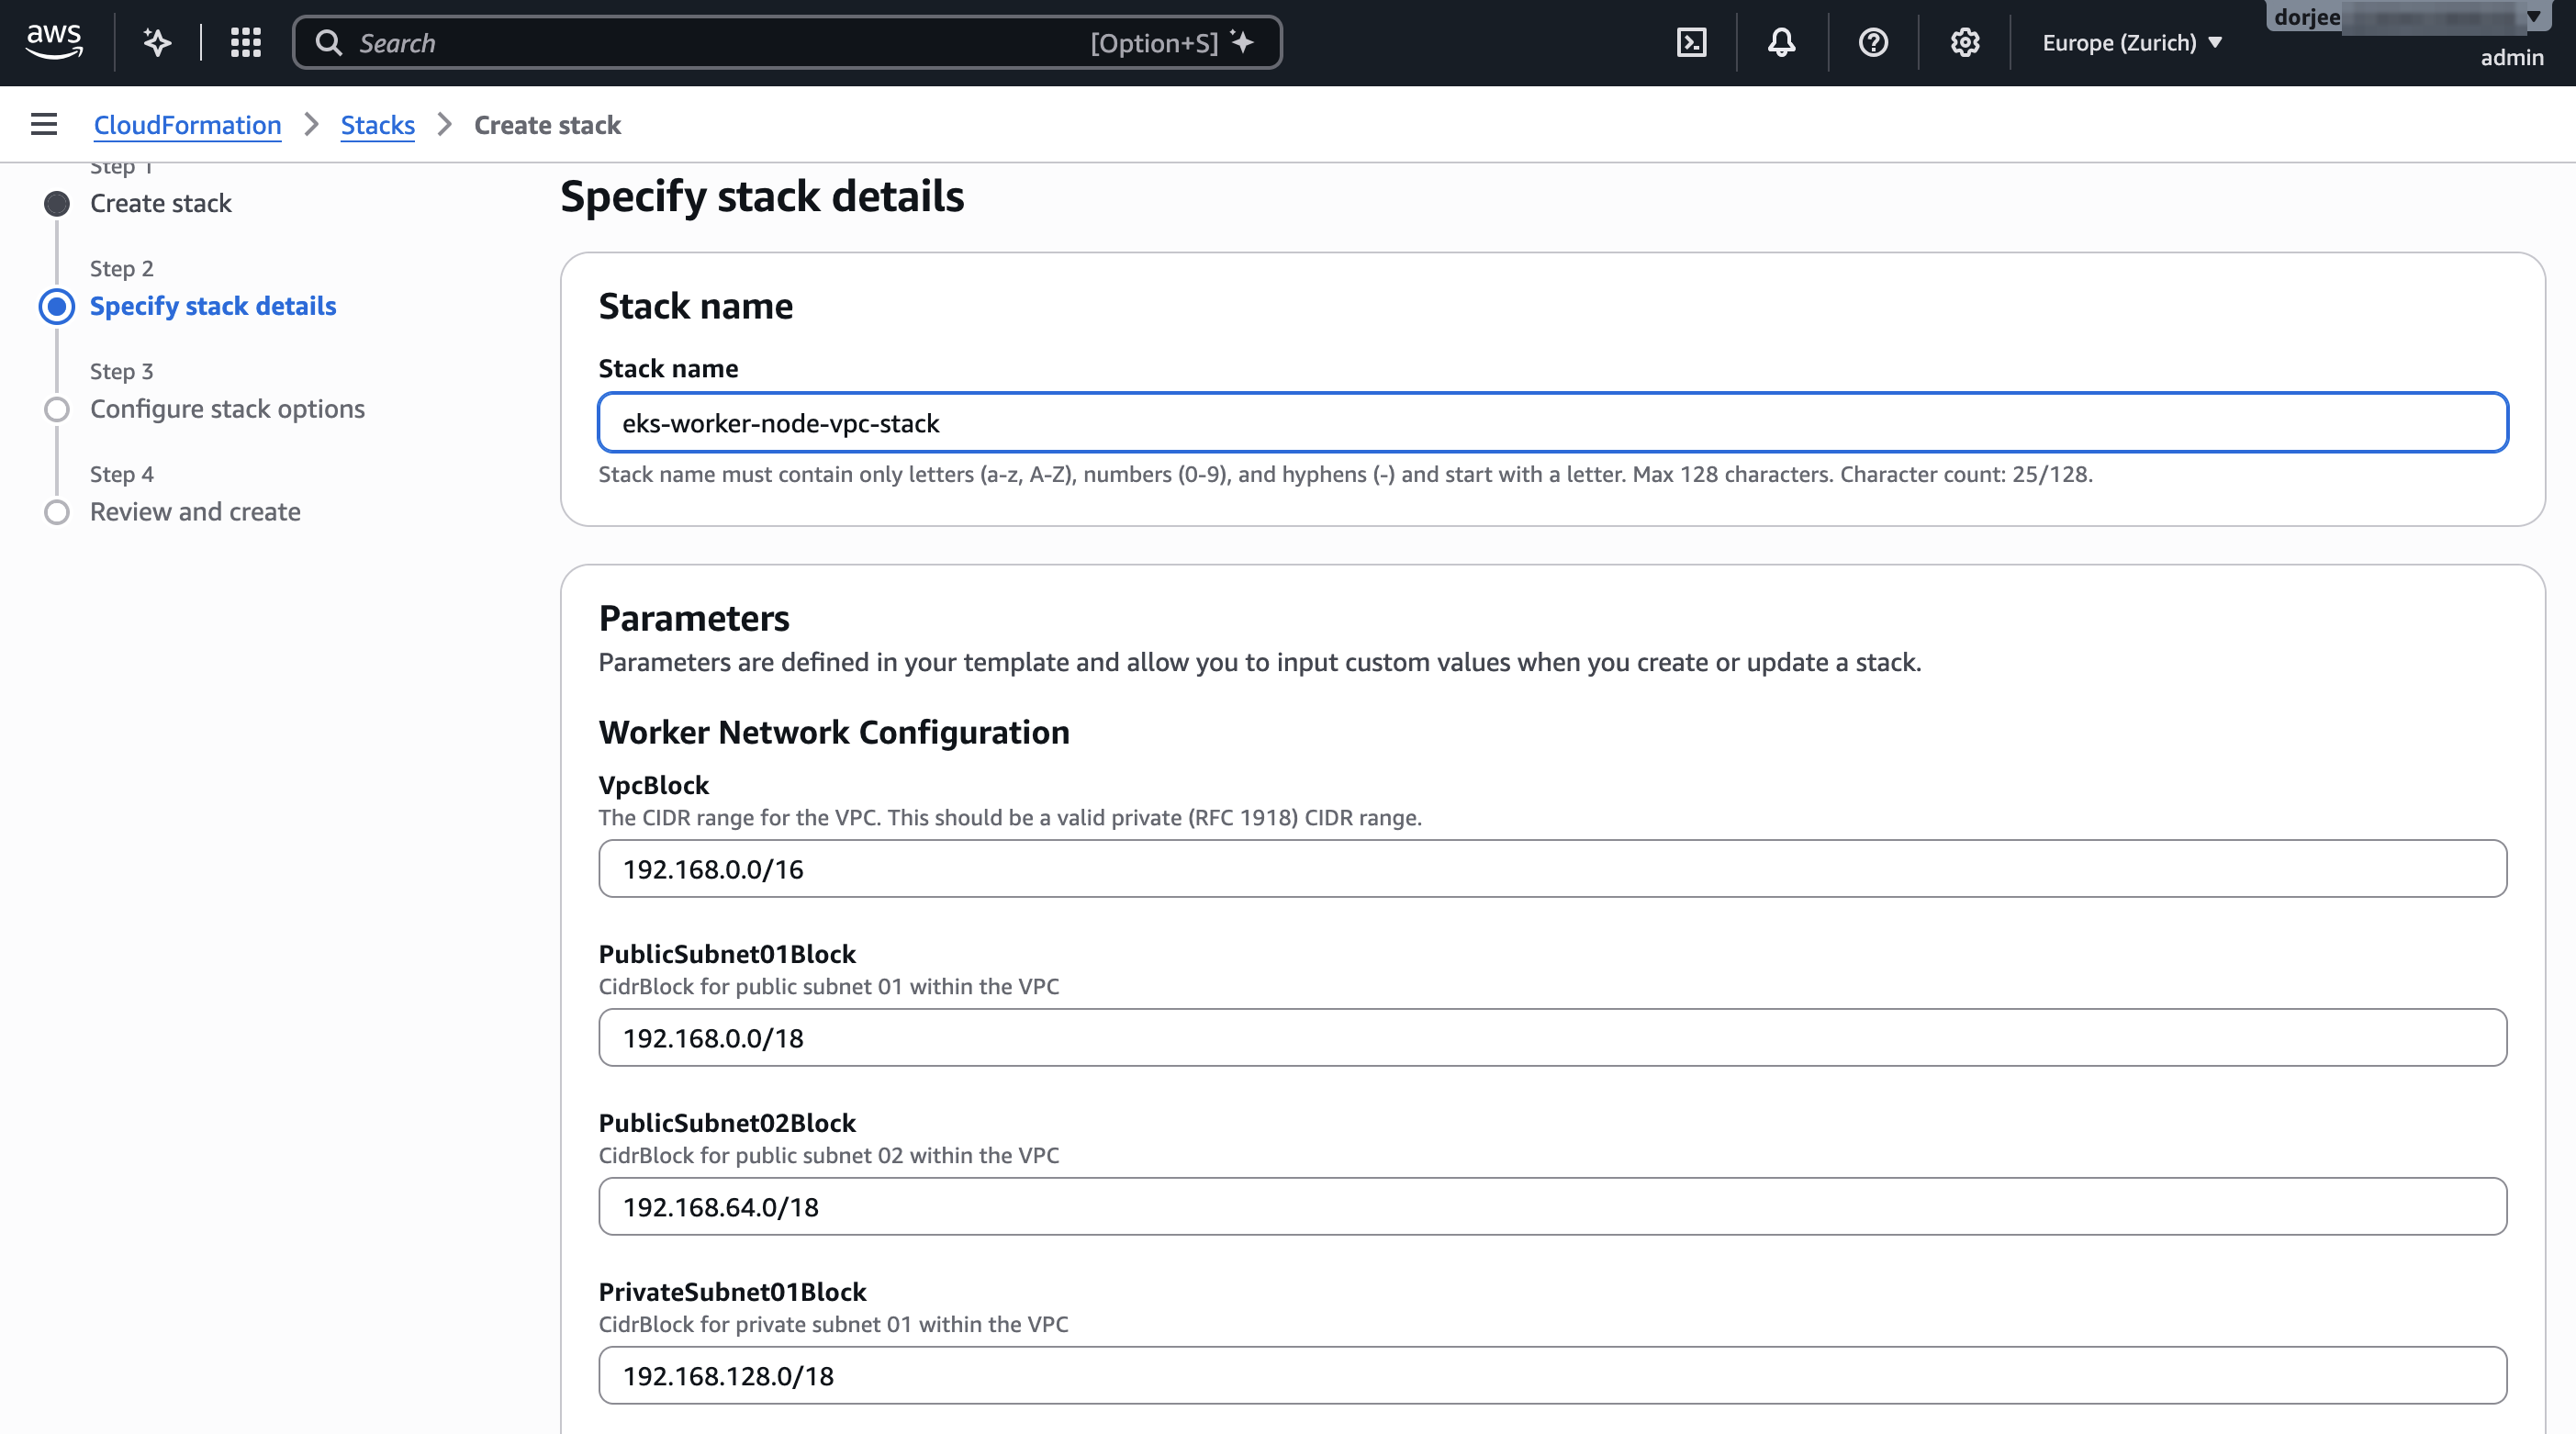 aws
Search
[Option+S]
Europe (Zurich)
dorjee
admin
CloudFormation
Stacks
Create stack
Step 1
Create stack
Step 2
Specify stack details
Step 3
Configure stack options
Step 4
Review and create
Specify stack details
Stack name
Stack name
eks-worker-node-vpc-stack
Stack name must contain only letters (a-z, A-Z), numbers (0-9), and hyphens (-) and start with a letter. Max 128 characters. Character count: 25/128.
Parameters
Parameters are defined in your template and allow you to input custom values when you create or update a stack.
Worker Network Configuration
VpcBlock
The CIDR range for the VPC. This should be a valid private (RFC 1918) CIDR range.
192.168.0.0/16
PublicSubnet01Block
CidrBlock for public subnet 01 within the VPC
192.168.0.0/18
PublicSubnet02Block
CidrBlock for public subnet 02 within the VPC
192.168.64.0/18
PrivateSubnet01Block
CidrBlock for private subnet 01 within the VPC
192.168.128.0/18